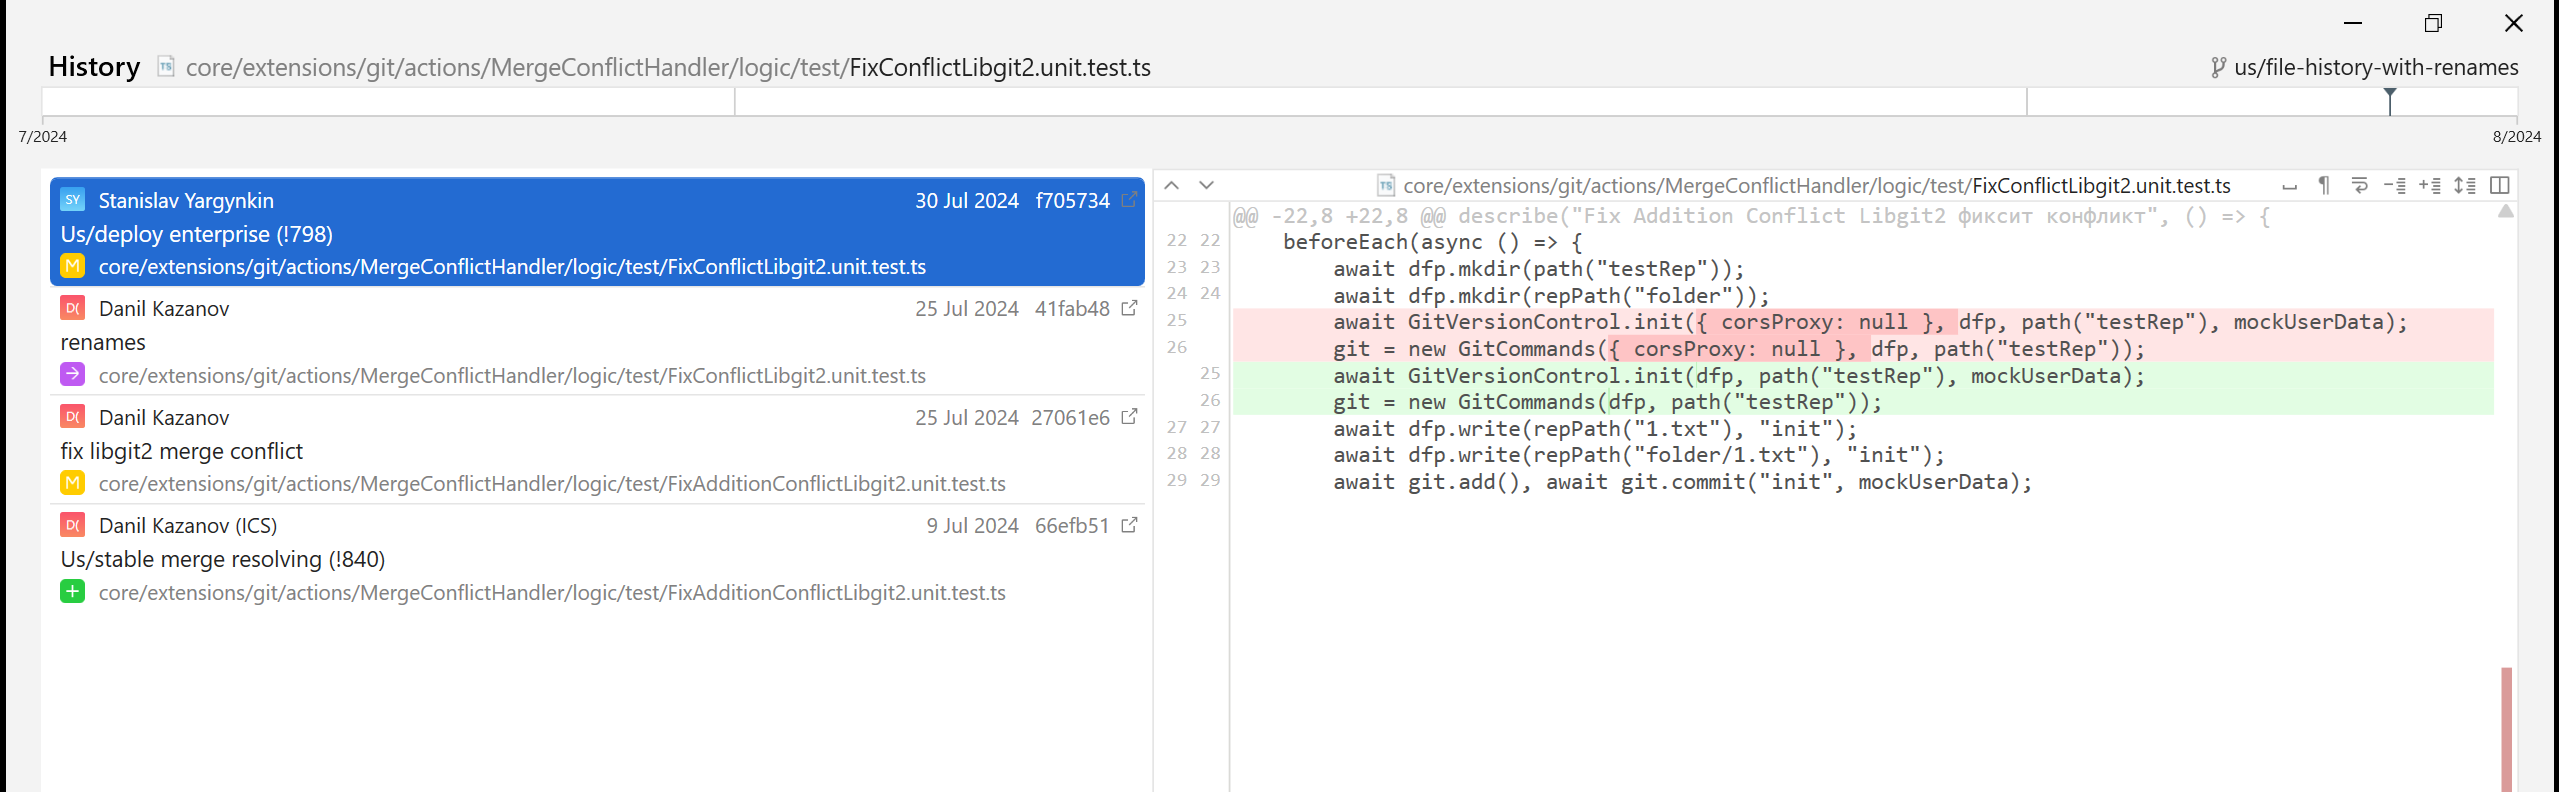 History core/extensions/git/actions/MergeConflictHandler/logic/test/FixConflictLibgit2.unit.test.ts us/file-history-with-renames
7/2024 8/2024
SY Stanislav Yargynkin 30 Jul 2024 f705734
Us/deploy enterprise (!798)
M core/extensions/git/actions/MergeConflictHandler/logic/test/FixConflictLibgit2.unit.test.ts
D( Danil Kazanov 25 Jul 2024 41fab48
renames
core/extensions/git/actions/MergeConflictHandler/logic/test/FixConflictLibgit2.unit.test.ts
D( Danil Kazanov 25 Jul 2024 27061e6
fix libgit2 merge conflict
M core/extensions/git/actions/MergeConflictHandler/logic/test/FixAdditionConflictLibgit2.unit.test.ts
D( Danil Kazanov (ICS) 9 Jul 2024 66efb51
Us/stable merge resolving (!840)
+ core/extensions/git/actions/MergeConflictHandler/logic/test/FixAdditionConflictLibgit2.unit.test.ts
TS core/extensions/git/actions/MergeConflictHandler/logic/test/FixConflictLibgit2.unit.test.ts
@@ -22,8 +22,8 @@ describe("Fix Addition Conflict Libgit2 фиксит конфликт", () => {
22 22 beforeEach(async () => {
23 23 await dfp.mkdir(path("testRep"));
24 24 await dfp.mkdir(repPath("folder"));
25 await GitVersionControl.init({ corsProxy: null }, dfp, path("testRep"), mockUserData);
26 git = new GitCommands({ corsProxy: null }, dfp, path("testRep"));
25 await GitVersionControl.init(dfp, path("testRep"), mockUserData);
26 git = new GitCommands(dfp, path("testRep"));
27 27 await dfp.write(repPath("1.txt"), "init");
28 28 await dfp.write(repPath("folder/1.txt"), "init");
29 29 await git.add(), await git.commit("init", mockUserData);